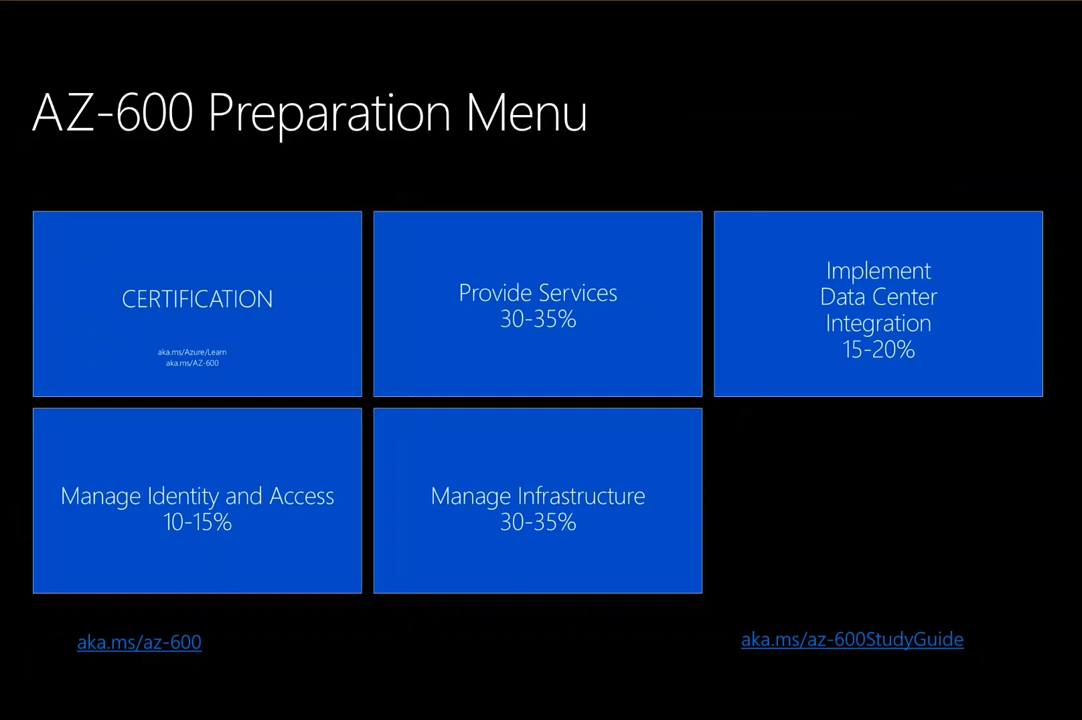 AZ-600 Preparation Menu
CERTIFICATION
aka.ms/Azure/Learn
aka.ms/AZ-600
Provide Services
30-35%
Implement
Data Center
Integration
15-20%
Manage Identity and Access
10-15%
Manage Infrastructure
30-35%
aka.ms/az-600
aka.ms/az-600StudyGuide